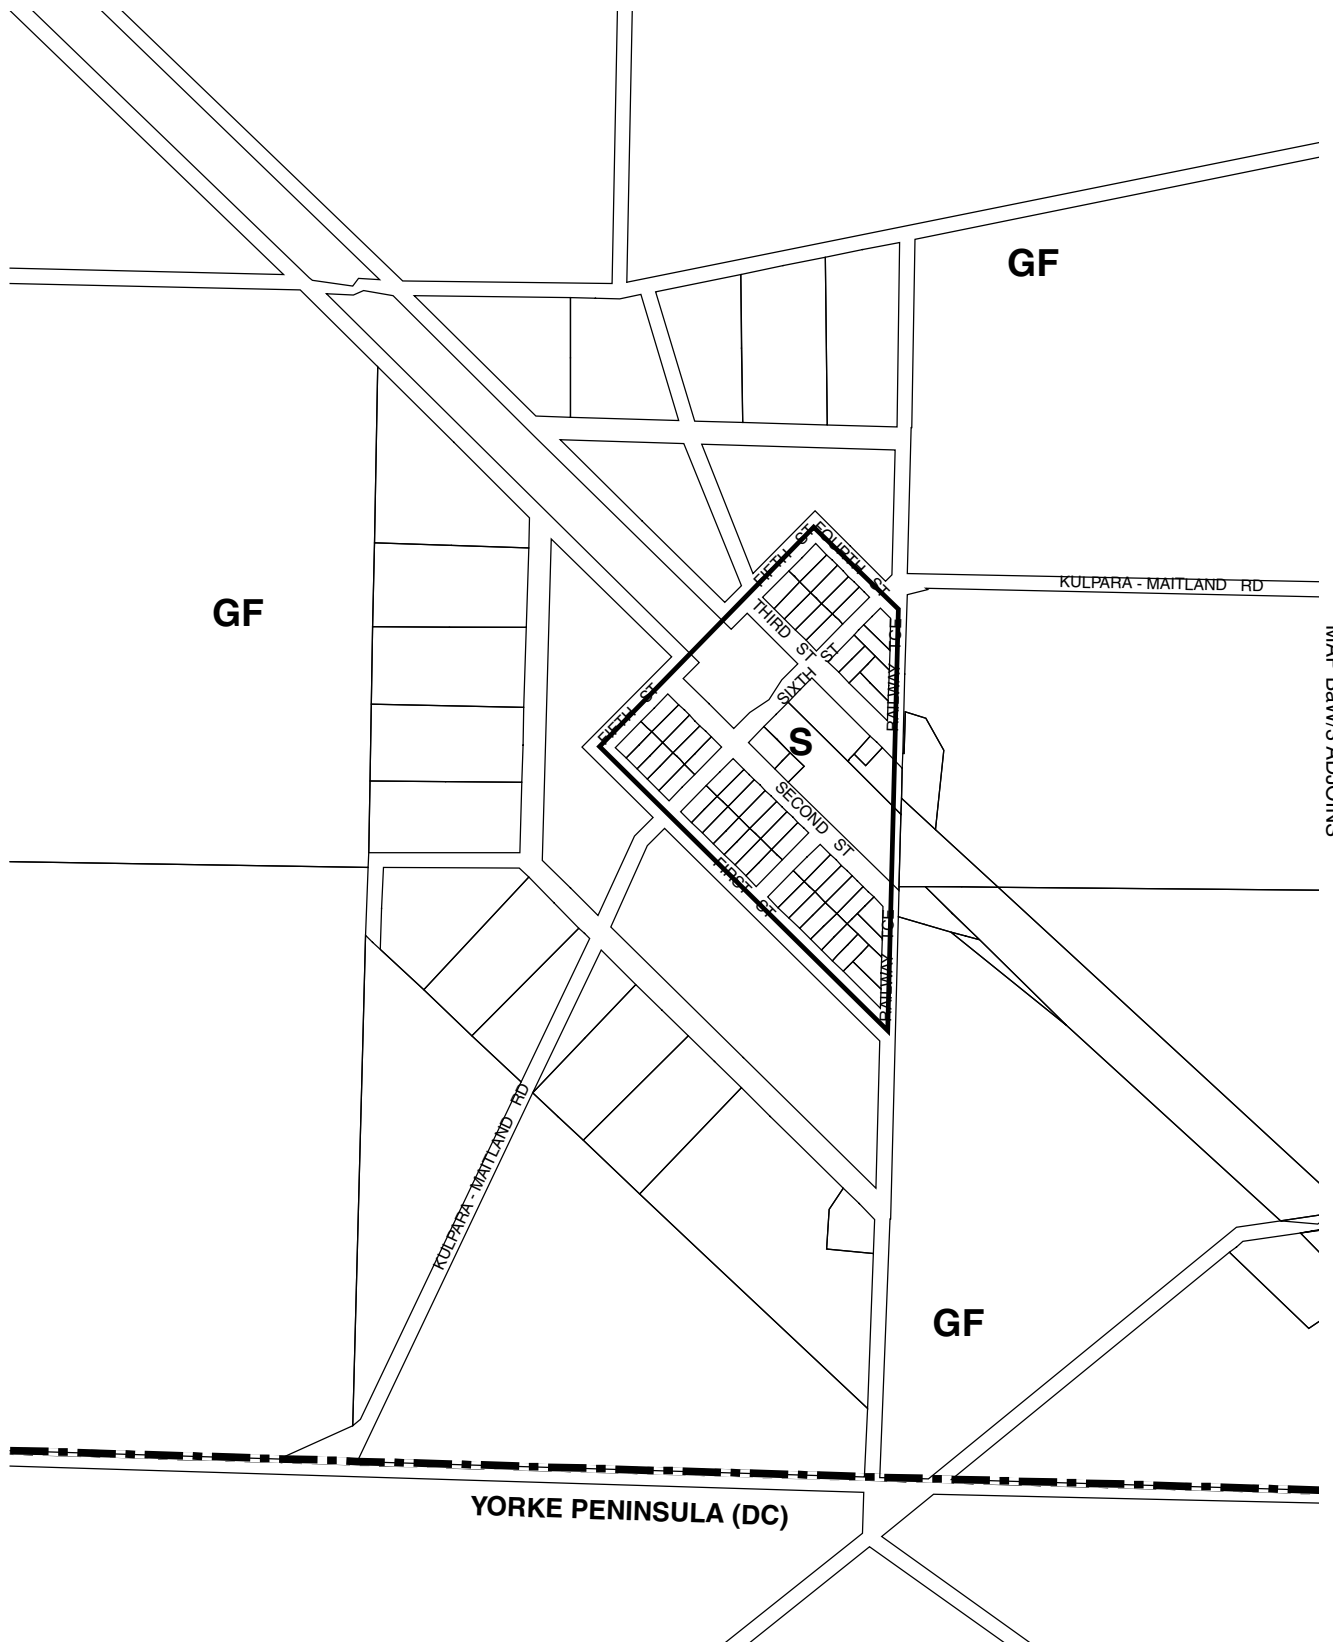 GF
FIFTH ST
FOURTH ST
KULPARA - MAITLAND RD
GF
THIRD ST
SIXTH ST
RAILWAY TCE
FIFTH ST
S
SECOND ST
FIRST ST
RAILWAY TCE
KULPARA - MAITLAND RD
GF
YORKE PENINSULA (DC)